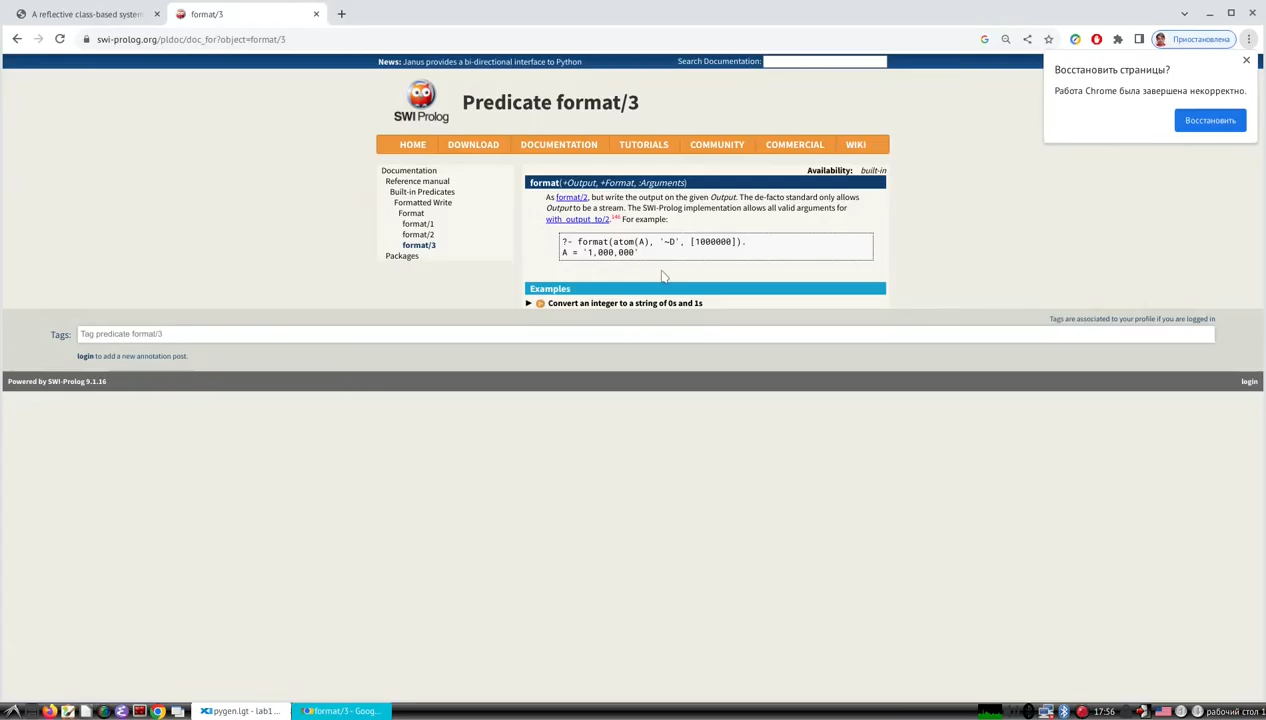 A reflective class-based system
format/3
swi-prolog.org/pldoc/doc_for?object=format/3
Приостановлена
Восстановить страницы?
Работа Chrome была завершена некорректно.
Восстановить
News: Janus provides a bi-directional interface to Python
Search Documentation:
SWI Prolog
Predicate format/3
HOME DOWNLOAD DOCUMENTATION TUTORIALS COMMUNITY COMMERCIAL WIKI
Documentation
Reference manual
Built-in Predicates
Formatted Write
Format
format/1
format/2
format/3
Packages
Availability: built-in
format(+Output, +Format, :Arguments)
As format/2, but write the output on the given Output. The de-facto standard only allows
Output to be a stream. The SWI-Prolog implementation allows all valid arguments for
with_output_to/2.146 For example:
?- format(atom(A), '~D', [1000000]).
A = '1,000,000'
Examples
Convert an integer to a string of 0s and 1s
Tags are associated to your profile if you are logged in
Tags:
Tag predicate format/3
login to add a new annotation post.
Powered by SWI-Prolog 9.1.16
login
pygen.lgt - lab1 ...
format/3 - Goog...
17:56
рабочий стол 1